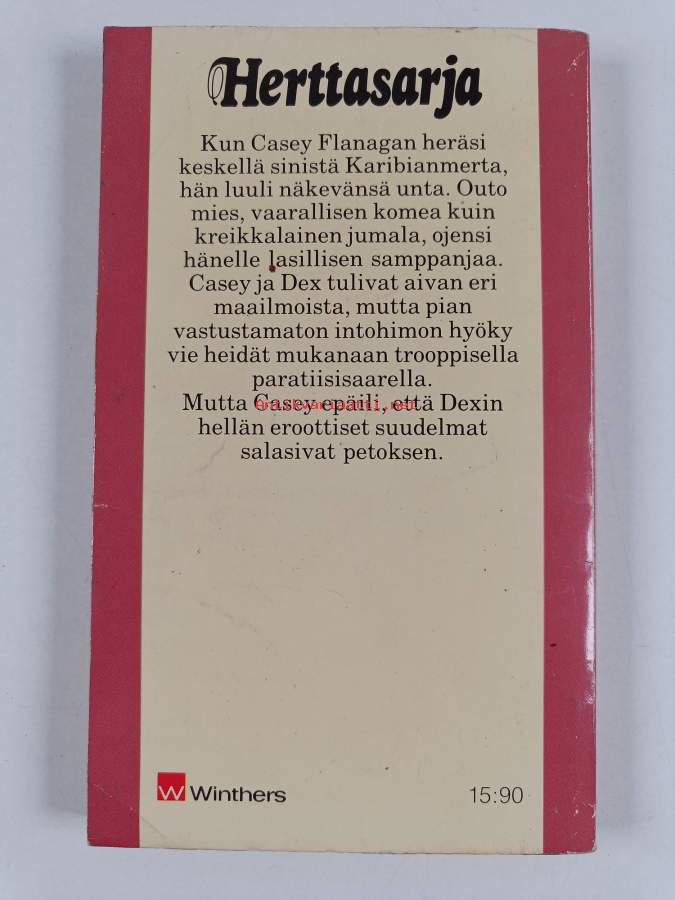 Herttasarja
Kun Casey Flanagan heräsi
keskellä sinistä Karibianmerta,
hän luuli näkevänsä unta. Outo
mies, vaarallisen komea kuin
kreikkalainen jumala, ojensi
hänelle lasillisen samppanjaa.
Casey ja Dex tulivat aivan eri
maailmoista, mutta pian
vastustamaton intohimon hyöky
vie heidät mukanaan trooppisella
paratiisisaarella.
Mutta Casey epäili, että Dexin
hellän eroottiset suudelmat
salasivat petoksen.
Antikvariaatti.net
W Winthers
15:90